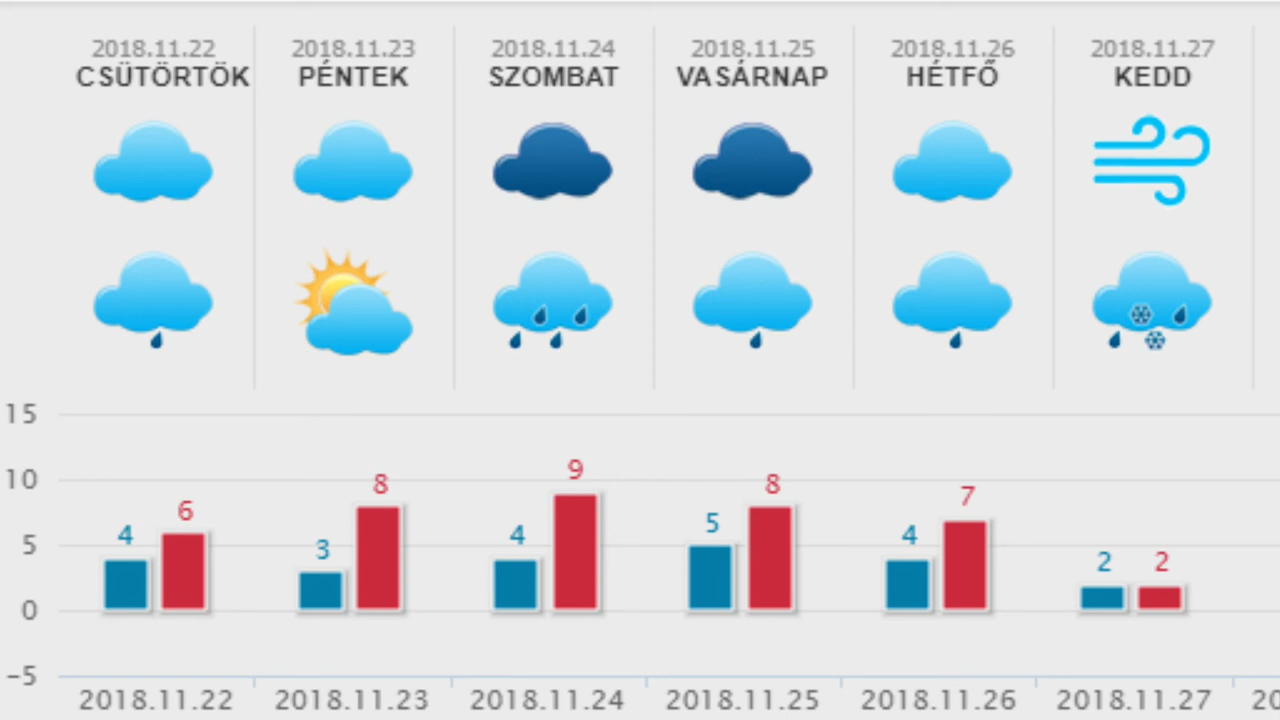 2018.11.22 2018.11.23 2018.11.24 2018.11.25 2018.11.26 2018.11.27
CSÜTÖRTÖK PÉNTEK SZOMBAT VASÁRNAP HÉTFŐ KEDD
15
10
5
0
-5
4 6 3 8 4 9 5 8 4 7 2 2
2018.11.22 2018.11.23 2018.11.24 2018.11.25 2018.11.26 2018.11.27 20